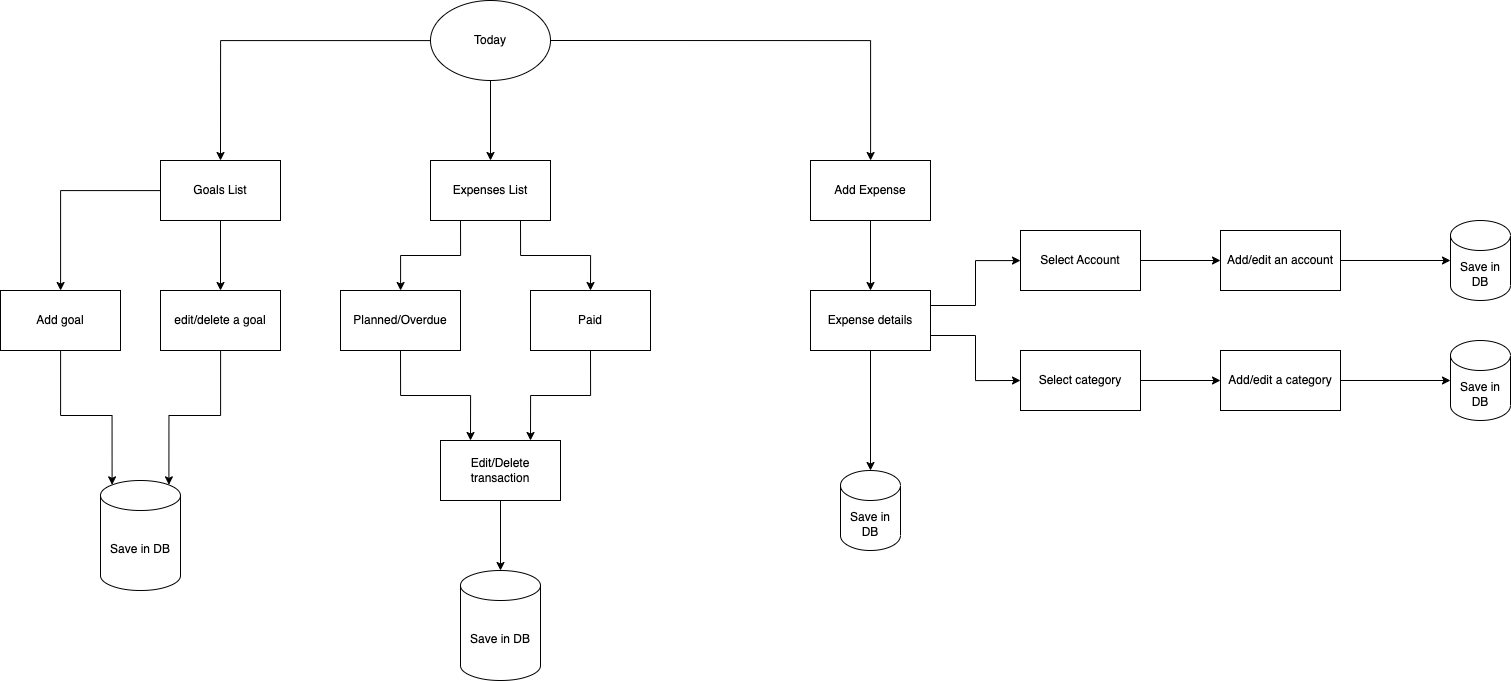 Today
Goals List
Expenses List
Add Expense
Select Account
Add/edit an account
Save in
DB
Add goal
edit/delete a goal
Planned/Overdue
Paid
Expense details
Select category
Add/edit a category
Save in
DB
Edit/Delete
transaction
Save in
DB
Save in DB
Save in DB